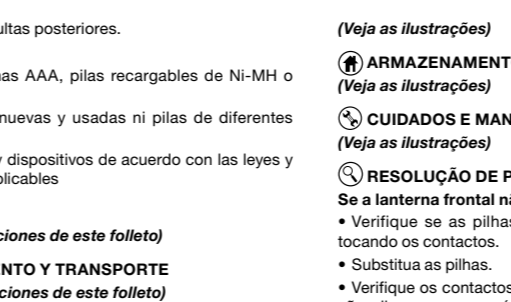 ultas posteriores.
as AAA, pilas recargables de Ni-MH o
nuevas y usadas ni pilas de diferentes
y dispositivos de acuerdo con las leyes y
plicables
ciones de este folleto)
NTO Y TRANSPORTE
ciones de este folleto)
(Veja as ilustrações)
ARMAZENAMENT
(Veja as ilustrações)
CUIDADOS E MAN
(Veja as ilustrações)
RESOLUÇÃO DE P
Se a lanterna frontal nã
• Verifique se as pilhas
tocando os contactos.
• Substitua as pilhas.
• Verifique os contactos